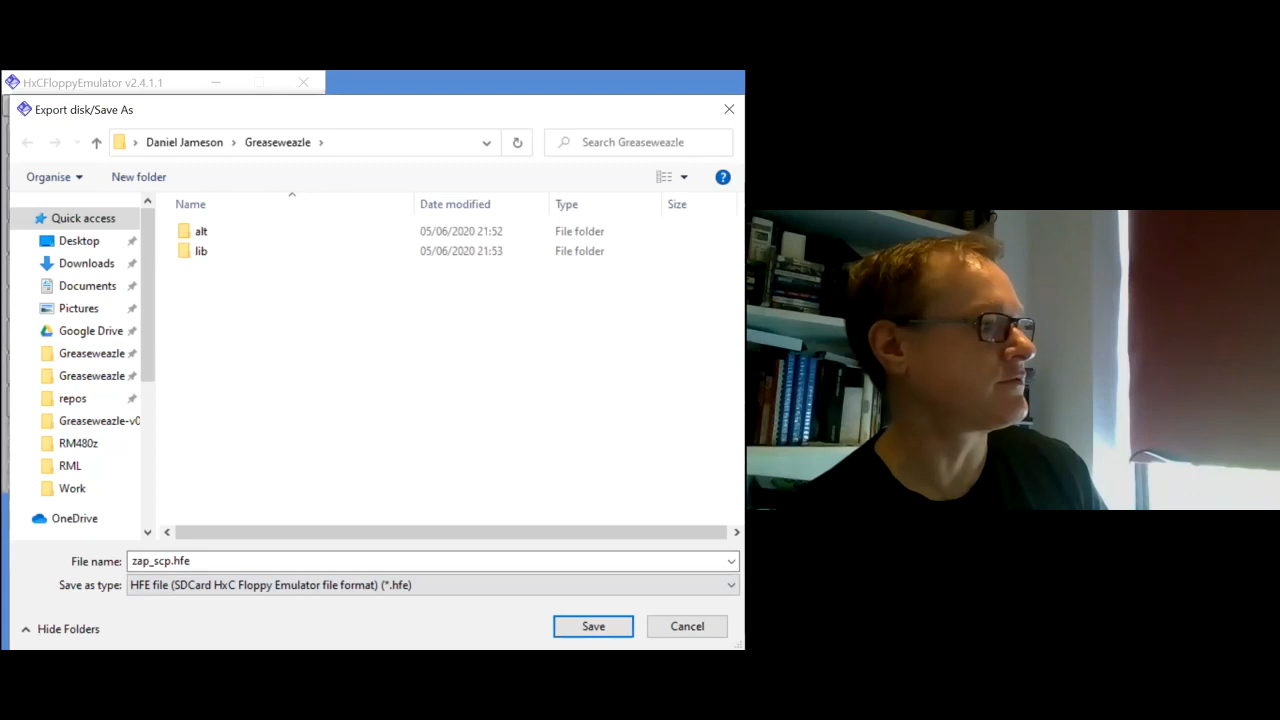 HxCFloppyEmulator v2.4.1.1
Export disk/Save As
Daniel Jameson > Greaseweazle >
Search Greaseweazle
Organise
New folder
?
Name
Date modified
Type
Size
alt
05/06/2020 21:52
File folder
lib
05/06/2020 21:53
File folder
Quick access
Desktop
Downloads
Documents
Pictures
Google Drive
Greaseweazle
Greaseweazle
repos
Greaseweazle-v0
RM480z
RML
Work
OneDrive
File name: zap_scp.hfe
Save as type: HFE file (SDCard HxC Floppy Emulator file format) (*.hfe)
Hide Folders
Save
Cancel